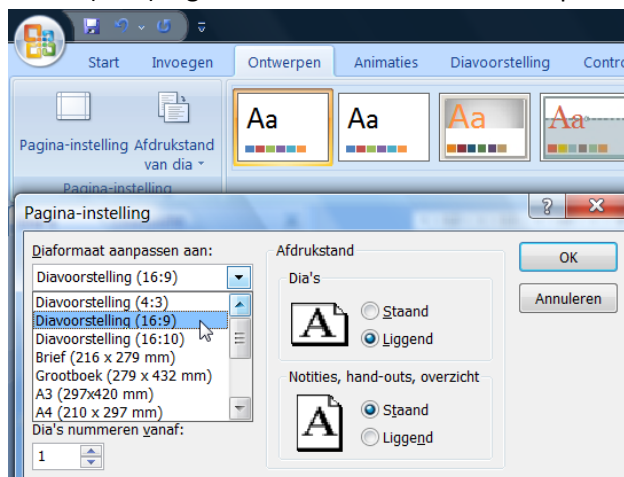 Start Invoegen Ontwerpen Animaties Diavoorstelling Contro
Aa Aa Aa Aa
Pagina-instelling Afdrukstand
van dia
Pagina-instelling
Pagina-instelling
Diaformaat aanpassen aan:
Diavoorstelling (16:9)
Diavoorstelling (4:3)
Diavoorstelling (16:9)
Diavoorstelling (16:10)
Brief (216 x 279 mm)
Grootboek (279 x 432 mm)
A3 (297x420 mm)
A4 (210 x 297 mm)
Dia's nummeren vanaf:
1
Afdrukstand
Dia's
A
Staand
Liggend
Notities, hand-outs, overzicht
A
Staand
Liggend
OK
Annuleren